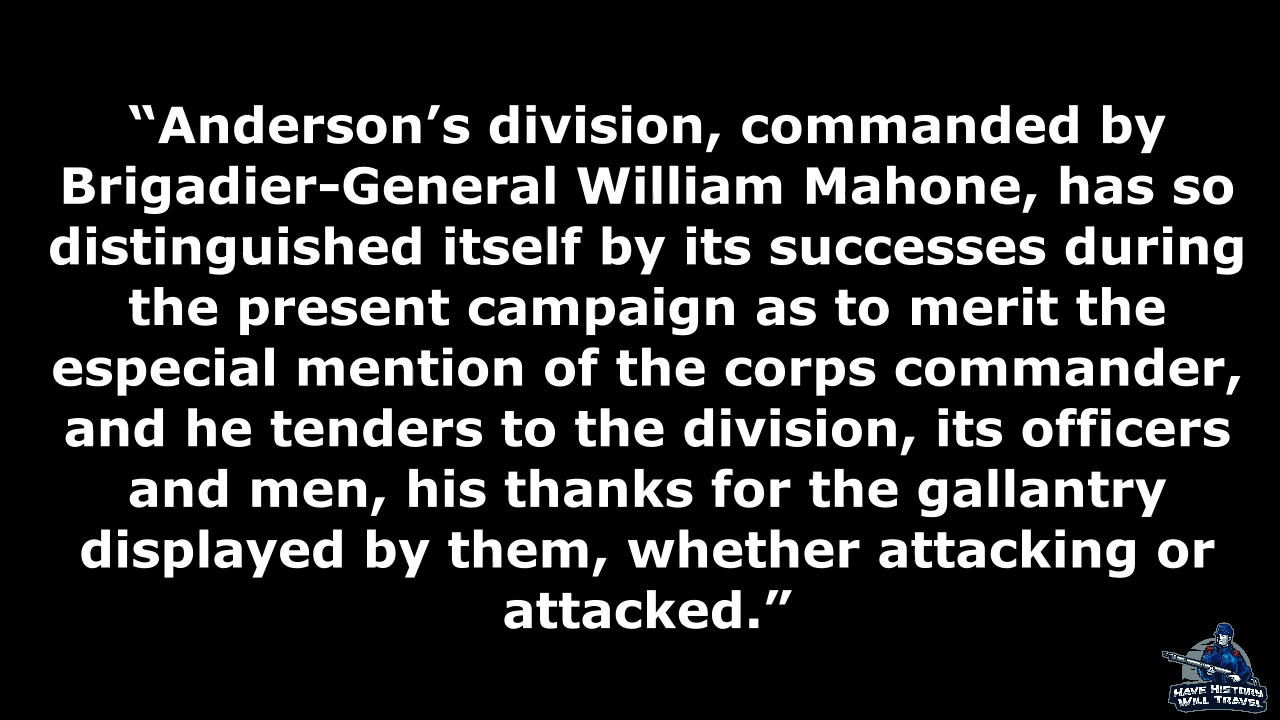 “Anderson’s division, commanded by
Brigadier-General William Mahone, has so
distinguished itself by its successes during
the present campaign as to merit the
especial mention of the corps commander,
and he tenders to the division, its officers
and men, his thanks for the gallantry
displayed by them, whether attacking or
attacked.”
HAVE HISTORY
WILL TRAVEL